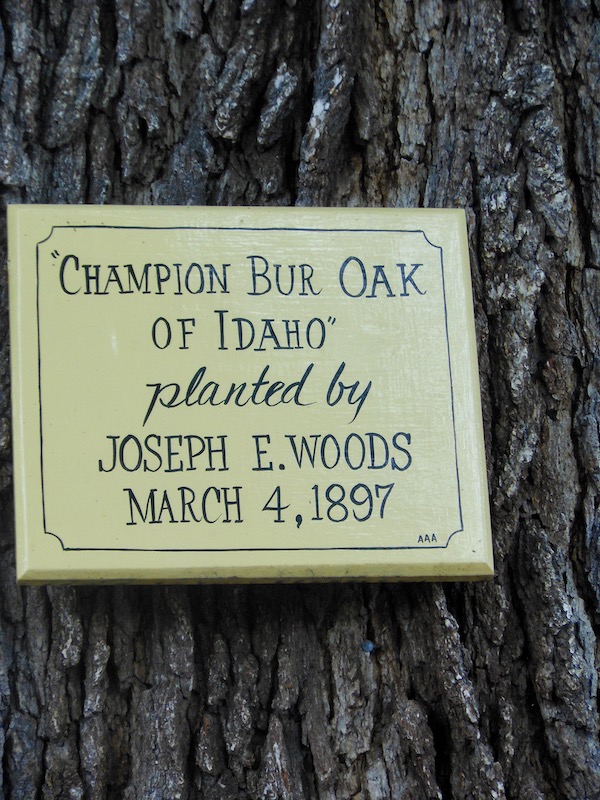 "CHAMPION BUR OAK
OF IDAHO"
planted by
JOSEPH E. WOODS
MARCH 4, 1897
AAA